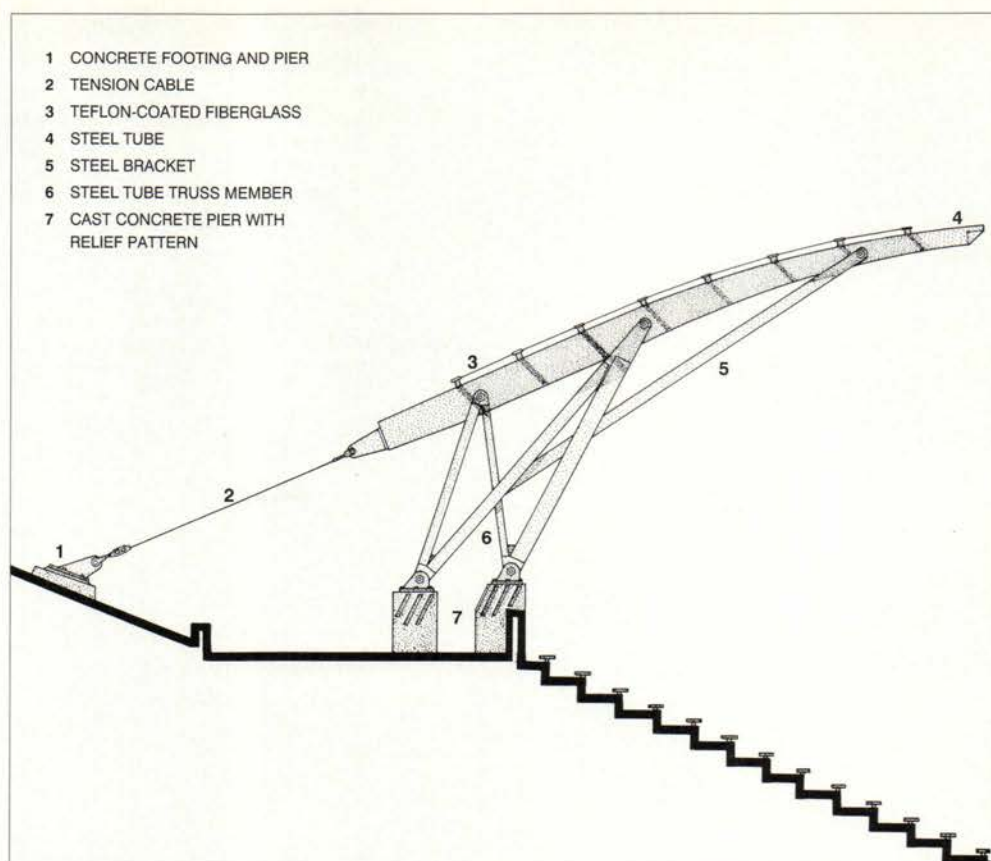 1 CONCRETE FOOTING AND PIER
2 TENSION CABLE
3 TEFLON-COATED FIBERGLASS
4 STEEL TUBE
5 STEEL BRACKET
6 STEEL TUBE TRUSS MEMBER
7 CAST CONCRETE PIER WITH
RELIEF PATTERN
4
3
5
2
6
1
7